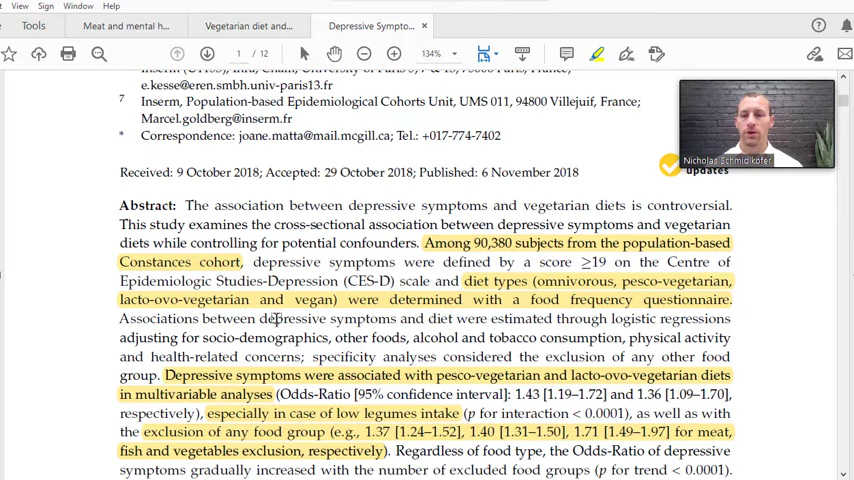 View Sign Window Help
Tools Meat and mental h... Vegetarian diet and... Depressive Sympto... ×
1 / 12 134%
Inserm (U1153), Inra, Cnam, University of Paris 5, 7 & 13, 75000 Paris, France;
e.kesse@eren.smbh.univ-paris13.fr
7 Inserm, Population-based Epidemiological Cohorts Unit, UMS 011, 94800 Villejuif, France;
Marcel.goldberg@inserm.fr
* Correspondence: joane.matta@mail.mcgill.ca; Tel.: +017-774-7402
Nicholas Schmidlkofer
Received: 9 October 2018; Accepted: 29 October 2018; Published: 6 November 2018
updates
Abstract: The association between depressive symptoms and vegetarian diets is controversial.
This study examines the cross-sectional association between depressive symptoms and vegetarian
diets while controlling for potential confounders. Among 90,380 subjects from the population-based
Constances cohort, depressive symptoms were defined by a score ≥19 on the Centre of
Epidemiologic Studies-Depression (CES-D) scale and diet types (omnivorous, pesco-vegetarian,
lacto-ovo-vegetarian and vegan) were determined with a food frequency questionnaire.
Associations between depressive symptoms and diet were estimated through logistic regressions
adjusting for socio-demographics, other foods, alcohol and tobacco consumption, physical activity
and health-related concerns; specificity analyses considered the exclusion of any other food
group. Depressive symptoms were associated with pesco-vegetarian and lacto-ovo-vegetarian diets
in multivariable analyses (Odds-Ratio [95% confidence interval]: 1.43 [1.19–1.72] and 1.36 [1.09–1.70],
respectively), especially in case of low legumes intake (p for interaction < 0.0001), as well as with
the exclusion of any food group (e.g., 1.37 [1.24–1.52], 1.40 [1.31–1.50], 1.71 [1.49–1.97] for meat,
fish and vegetables exclusion, respectively). Regardless of food type, the Odds-Ratio of depressive
symptoms gradually increased with the number of excluded food groups (p for trend < 0.0001).